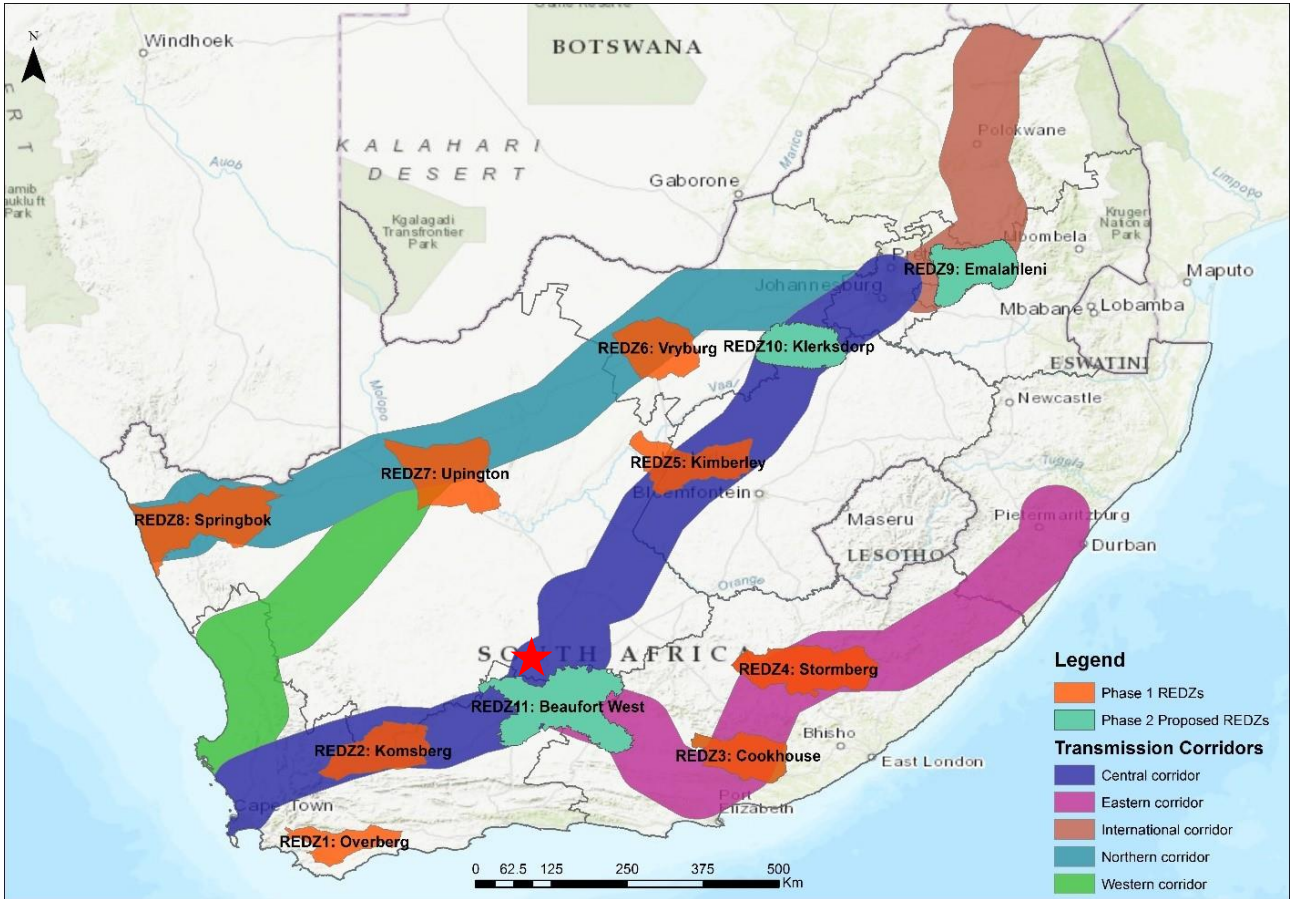 N
Windhoek
BOTSWANA
KALAHARI
DESERT
Auob
Marico
Polokwane
Gaborone
Limpopo
Park
Kgalagadi
Transfrontier
Park
Kruger
National
Park
Mbombela
REDZ9: Emalahleni
Maputo
Johannesburg
Mbabane
Lobamba
REDZ6: Vryburg
REDZ10: Klerksdorp
ESWATINI
Molopo
Vaal
Newcastle
REDZ7: Upington
REDZ5: Kimberley
Tugela
Bloemfontein
REDZ8: Springbok
Maseru
Pietermaritzburg
LESOTHO
Durban
Orange
SOUTH AFRICA
REDZ4: Stormberg
REDZ11: Beaufort West
REDZ2: Komsberg
REDZ3: Cookhouse
Bhisho
East London
Cape Town
Port
Elizabeth
REDZ1: Overberg
0 62.5 125 250 375 500
Km
Legend
Phase 1 REDZs
Phase 2 Proposed REDZs
Transmission Corridors
Central corridor
Eastern corridor
International corridor
Northern corridor
Western corridor